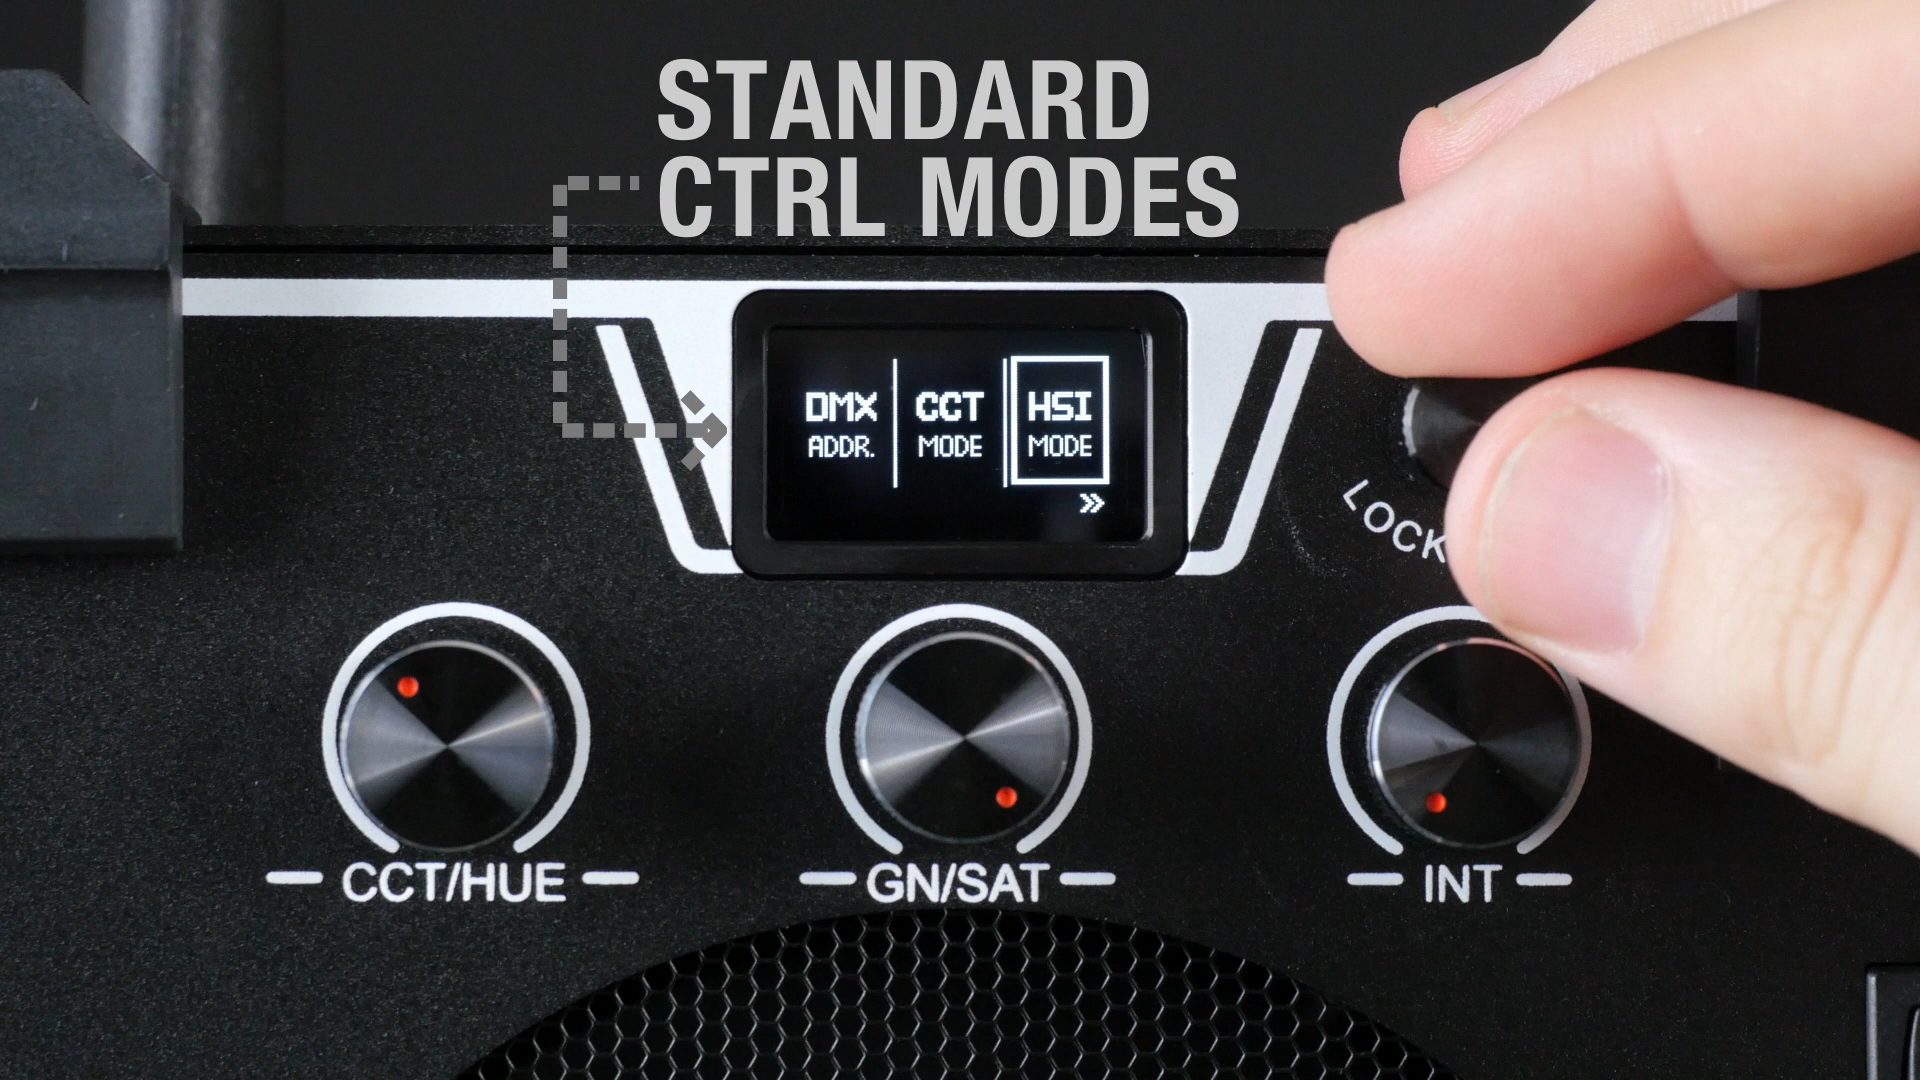 STANDARD
CTRL MODES
DMX CCT HSI
ADDR. MODE MODE
»
LOCK
CCT/HUE GN/SAT INT